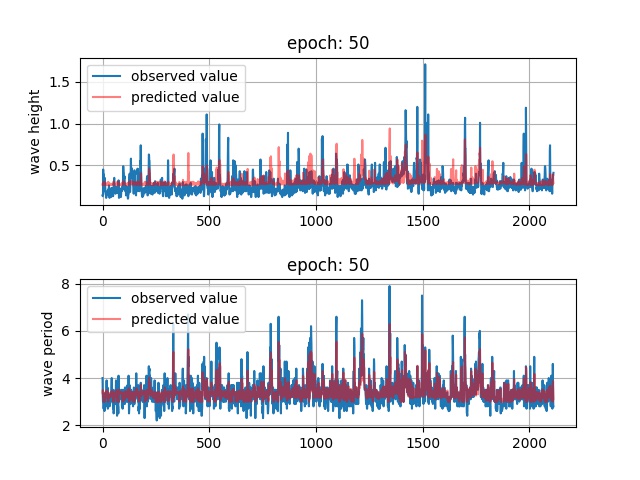 epoch: 50
wave height
1.5
1.0
0.5
observed value
predicted value
0 500 1000 1500 2000
epoch: 50
wave period
8
6
4
2
observed value
predicted value
0 500 1000 1500 2000